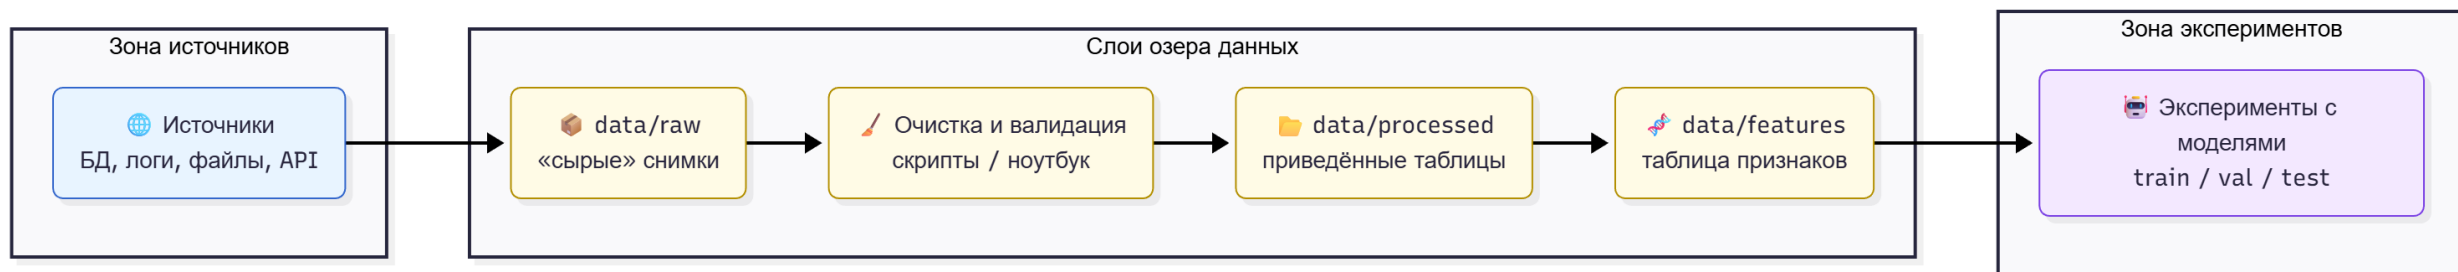 Зона источников
🌐 Источники
БД, логи, файлы, API
Слои озера данных
📦 data/raw
«сырые» снимки
🧹 Очистка и валидация
скрипты / ноутбук
📂 data/processed
приведённые таблицы
🧬 data/features
таблица признаков
Зона экспериментов
🤖 Эксперименты с
моделями
train / val / test